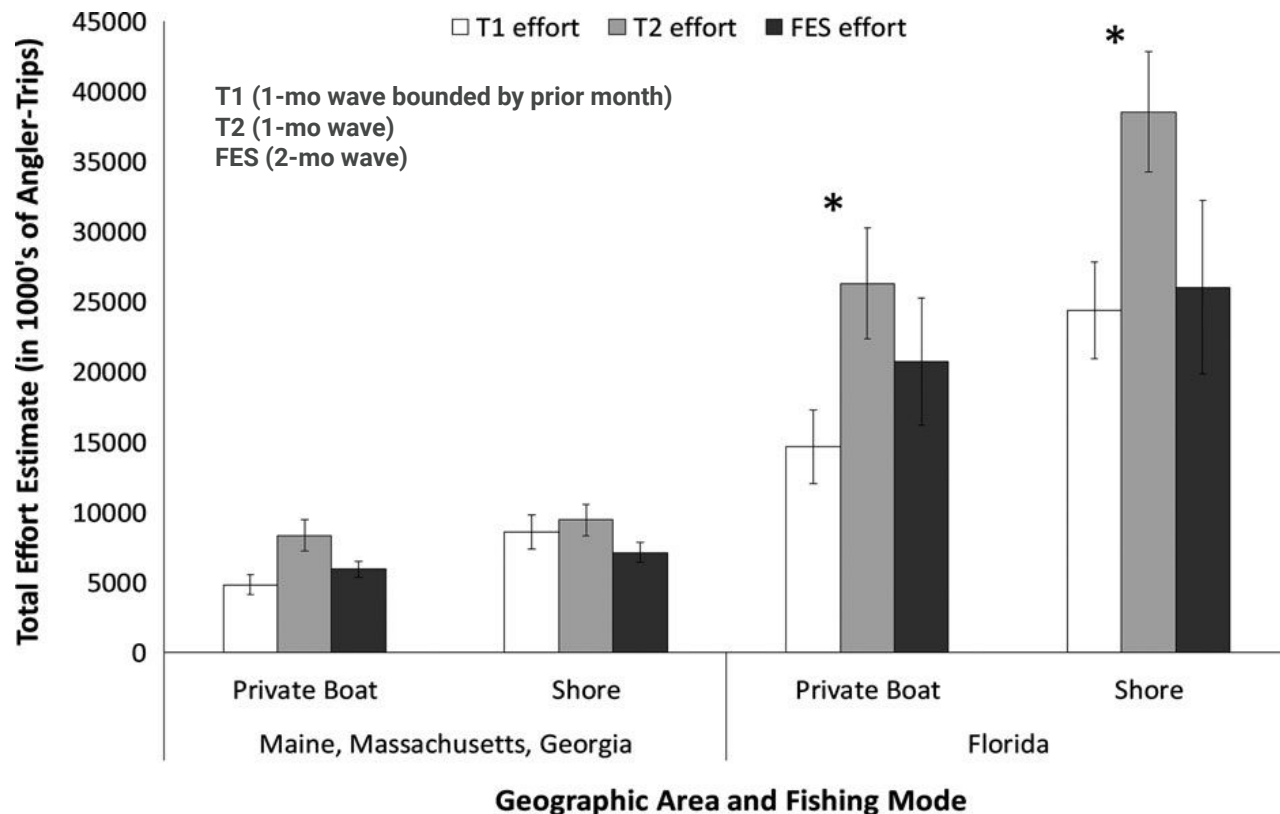 Total Effort Estimate (in 1000's of Angler-Trips)
45000
40000
35000
30000
25000
20000
15000
10000
5000
0
T1 effort T2 effort FES effort
T1 (1-mo wave bounded by prior month)
T2 (1-mo wave)
FES (2-mo wave)
*
*
Private Boat Shore Private Boat Shore
Maine, Massachusetts, Georgia Florida
Geographic Area and Fishing Mode